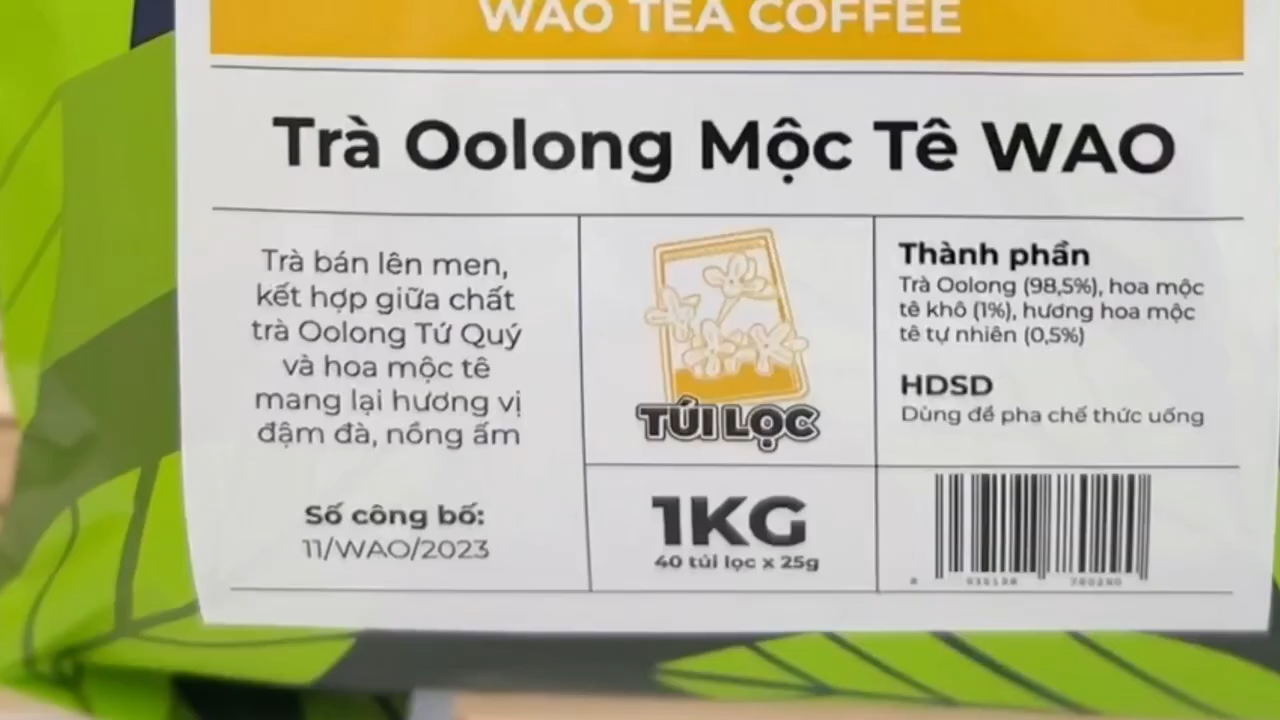 WAO TEA COFFEE
Trà Oolong Mộc Tê WAO
Trà bán lên men,
kết hợp giữa chất
trà Oolong Tứ Quý
và hoa mộc tê
mang lại hương vị
đậm đà, nồng ấm
Số công bố:
11/WAO/2023
TÚI LỌC
1KG
40 túi lọc x 25g
Thành phần
Trà Oolong (98,5%), hoa mộc
tê khô (1%), hương hoa mộc
tê tự nhiên (0,5%)
HDSD
Dùng để pha chế thức uống